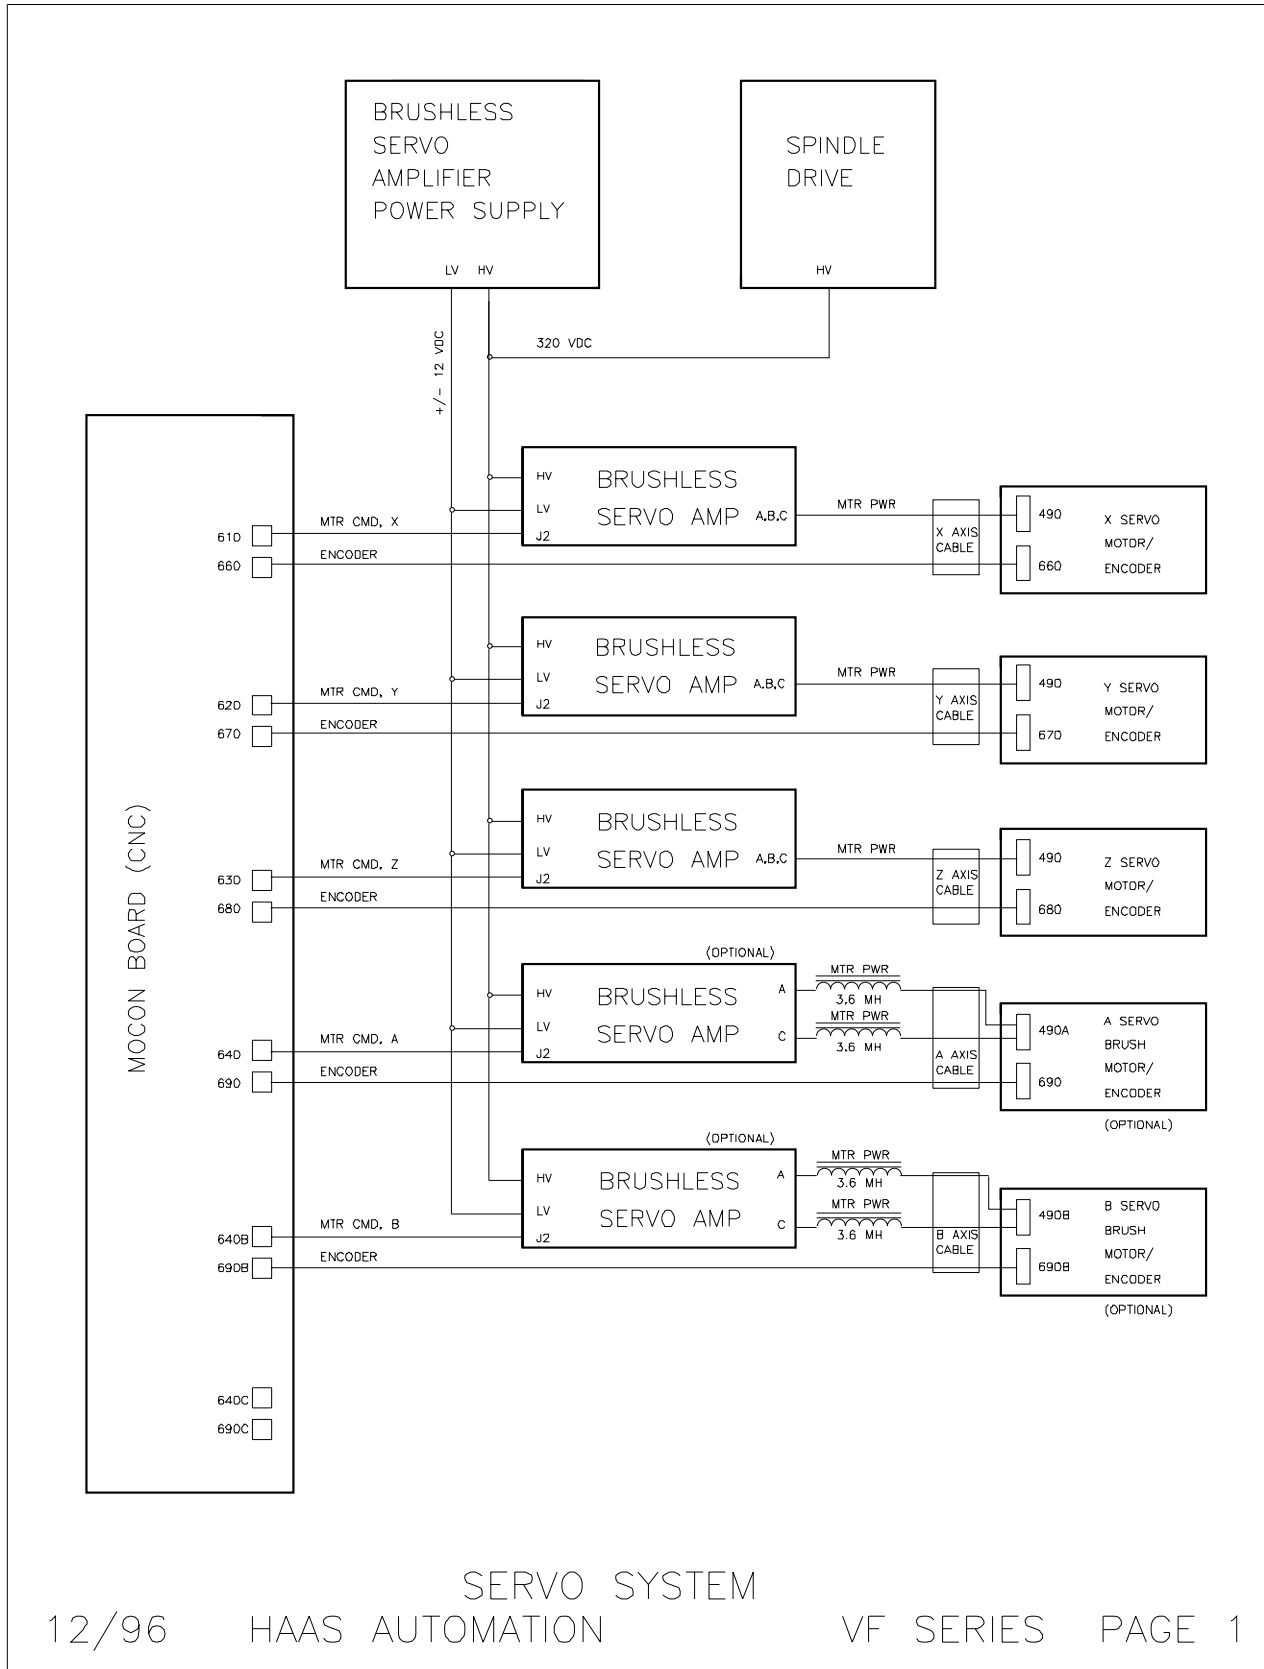 BRUSHLESS
SERVO
AMPLIFIER
POWER SUPPLY
LV HV
SPINDLE
DRIVE
HV
+/- 12 VDC
320 VDC
MOCON BOARD (CNC)
610
660
MTR CMD, X
ENCODER
HV
LV
J2
BRUSHLESS
SERVO AMP
A,B,C
MTR PWR
X AXIS
CABLE
490
660
X SERVO
MOTOR/
ENCODER
620
670
MTR CMD, Y
ENCODER
HV
LV
J2
BRUSHLESS
SERVO AMP
A,B,C
MTR PWR
Y AXIS
CABLE
490
670
Y SERVO
MOTOR/
ENCODER
630
680
MTR CMD, Z
ENCODER
HV
LV
J2
BRUSHLESS
SERVO AMP
A,B,C
MTR PWR
Z AXIS
CABLE
490
680
Z SERVO
MOTOR/
ENCODER
640
690
MTR CMD, A
ENCODER
(OPTIONAL)
HV
LV
J2
BRUSHLESS
SERVO AMP
A
C
MTR PWR
3.6 MH
MTR PWR
3.6 MH
A AXIS
CABLE
490A
690
A SERVO
BRUSH
MOTOR/
ENCODER
(OPTIONAL)
640B
690B
MTR CMD, B
ENCODER
(OPTIONAL)
HV
LV
J2
BRUSHLESS
SERVO AMP
A
C
MTR PWR
3.6 MH
MTR PWR
3.6 MH
B AXIS
CABLE
490B
690B
B SERVO
BRUSH
MOTOR/
ENCODER
(OPTIONAL)
640C
690C
SERVO SYSTEM
12/96 HAAS AUTOMATION VF SERIES PAGE 1